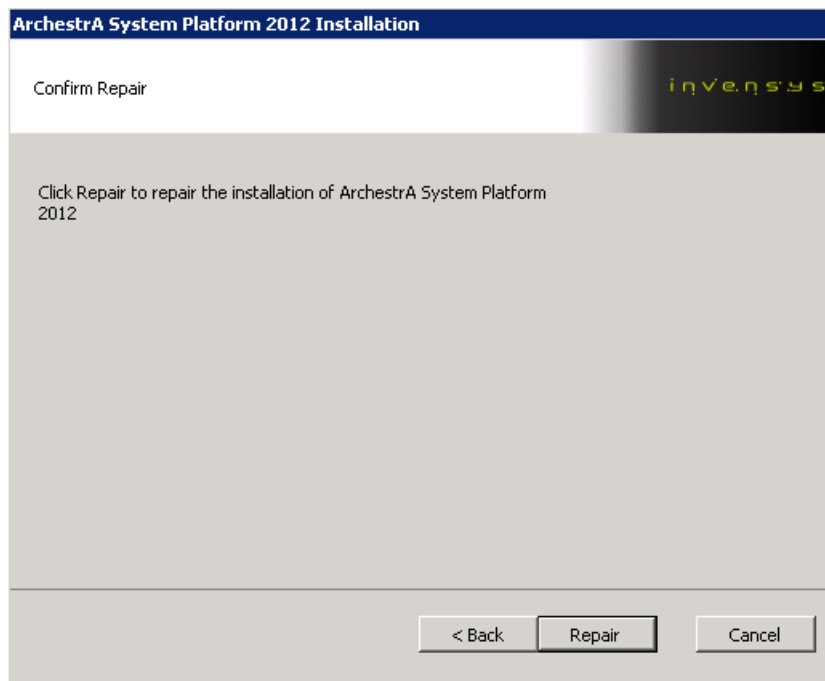 ArchestrA System Platform 2012 Installation
Confirm Repair
invensys
Click Repair to repair the installation of ArchestrA System Platform
2012
< Back
Repair
Cancel